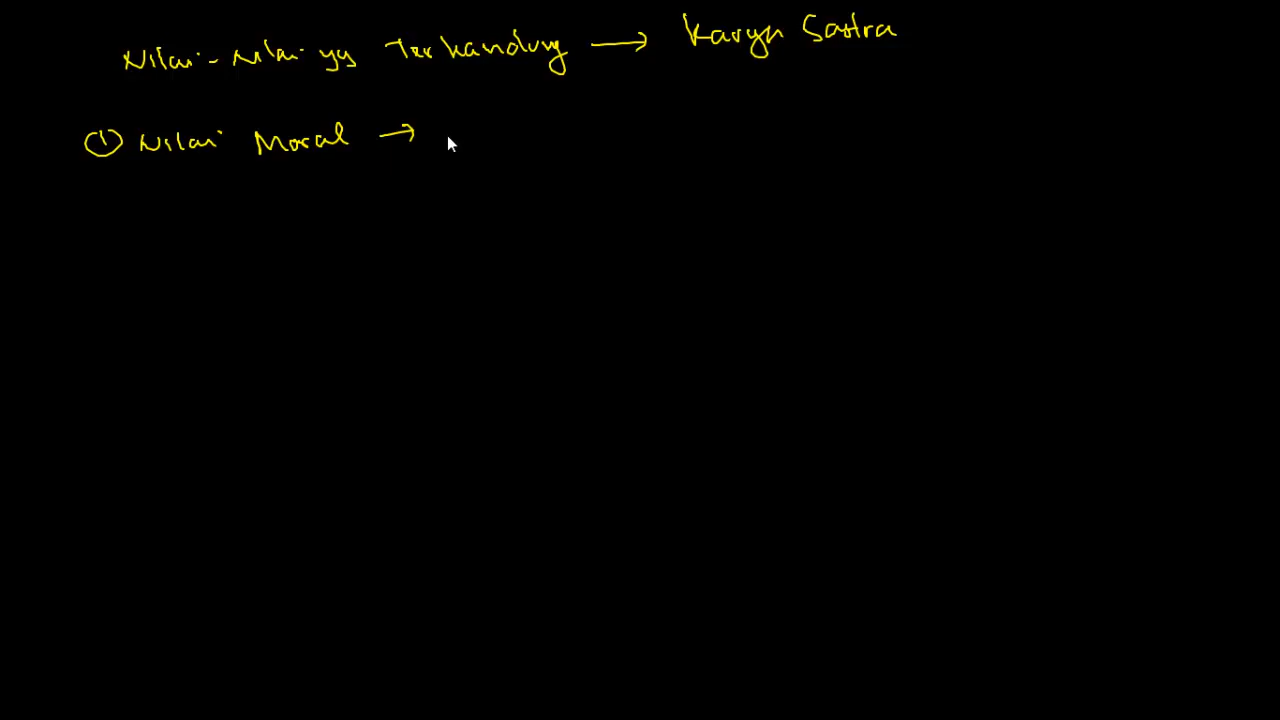 Nilai-Nilai yg Terkandung → Karya Sastra
① Nilai Moral →